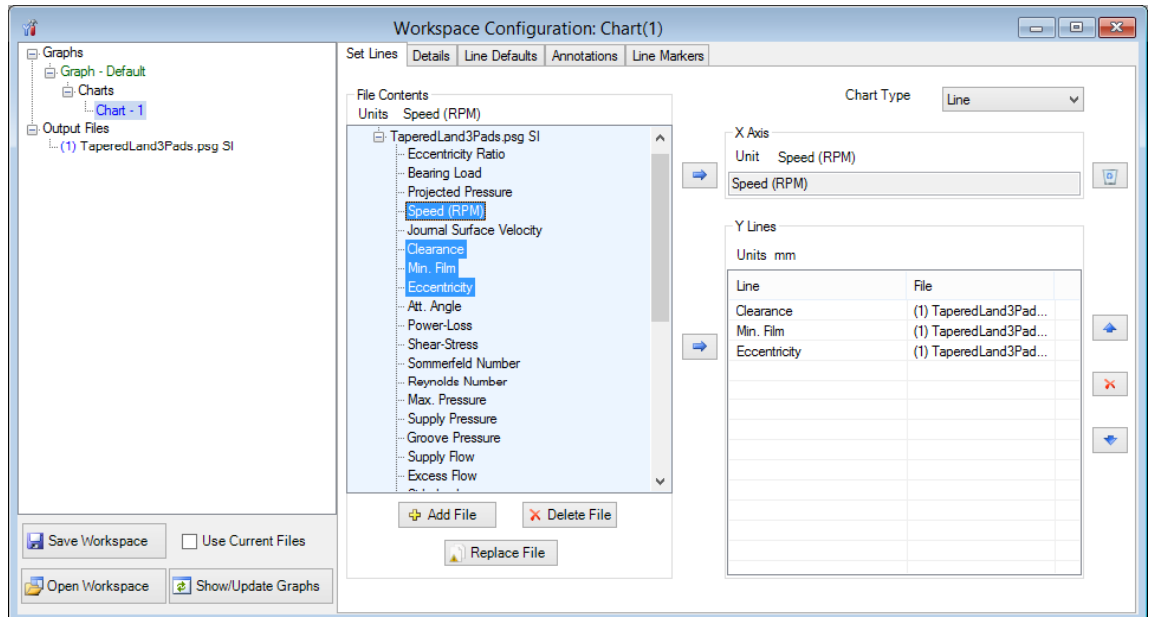 Workspace Configuration: Chart(1)
Graphs
Graph - Default
Charts
Chart - 1
Output Files
(1) TaperedLand3Pads.psg SI
Save Workspace
Use Current Files
Open Workspace
Show/Update Graphs
Set Lines Details Line Defaults Annotations Line Markers
File Contents
Units Speed (RPM)
TaperedLand3Pads.psg SI
Eccentricity Ratio
Bearing Load
Projected Pressure
Speed (RPM)
Journal Surface Velocity
Clearance
Min. Film
Eccentricity
Att. Angle
Power-Loss
Shear-Stress
Sommerfeld Number
Reynolds Number
Max. Pressure
Supply Pressure
Groove Pressure
Supply Flow
Excess Flow
Add File
Delete File
Replace File
Chart Type Line
X Axis
Unit Speed (RPM)
Speed (RPM)
Y Lines
Units mm
Line File
Clearance (1) TaperedLand3Pad...
Min. Film (1) TaperedLand3Pad...
Eccentricity (1) TaperedLand3Pad...